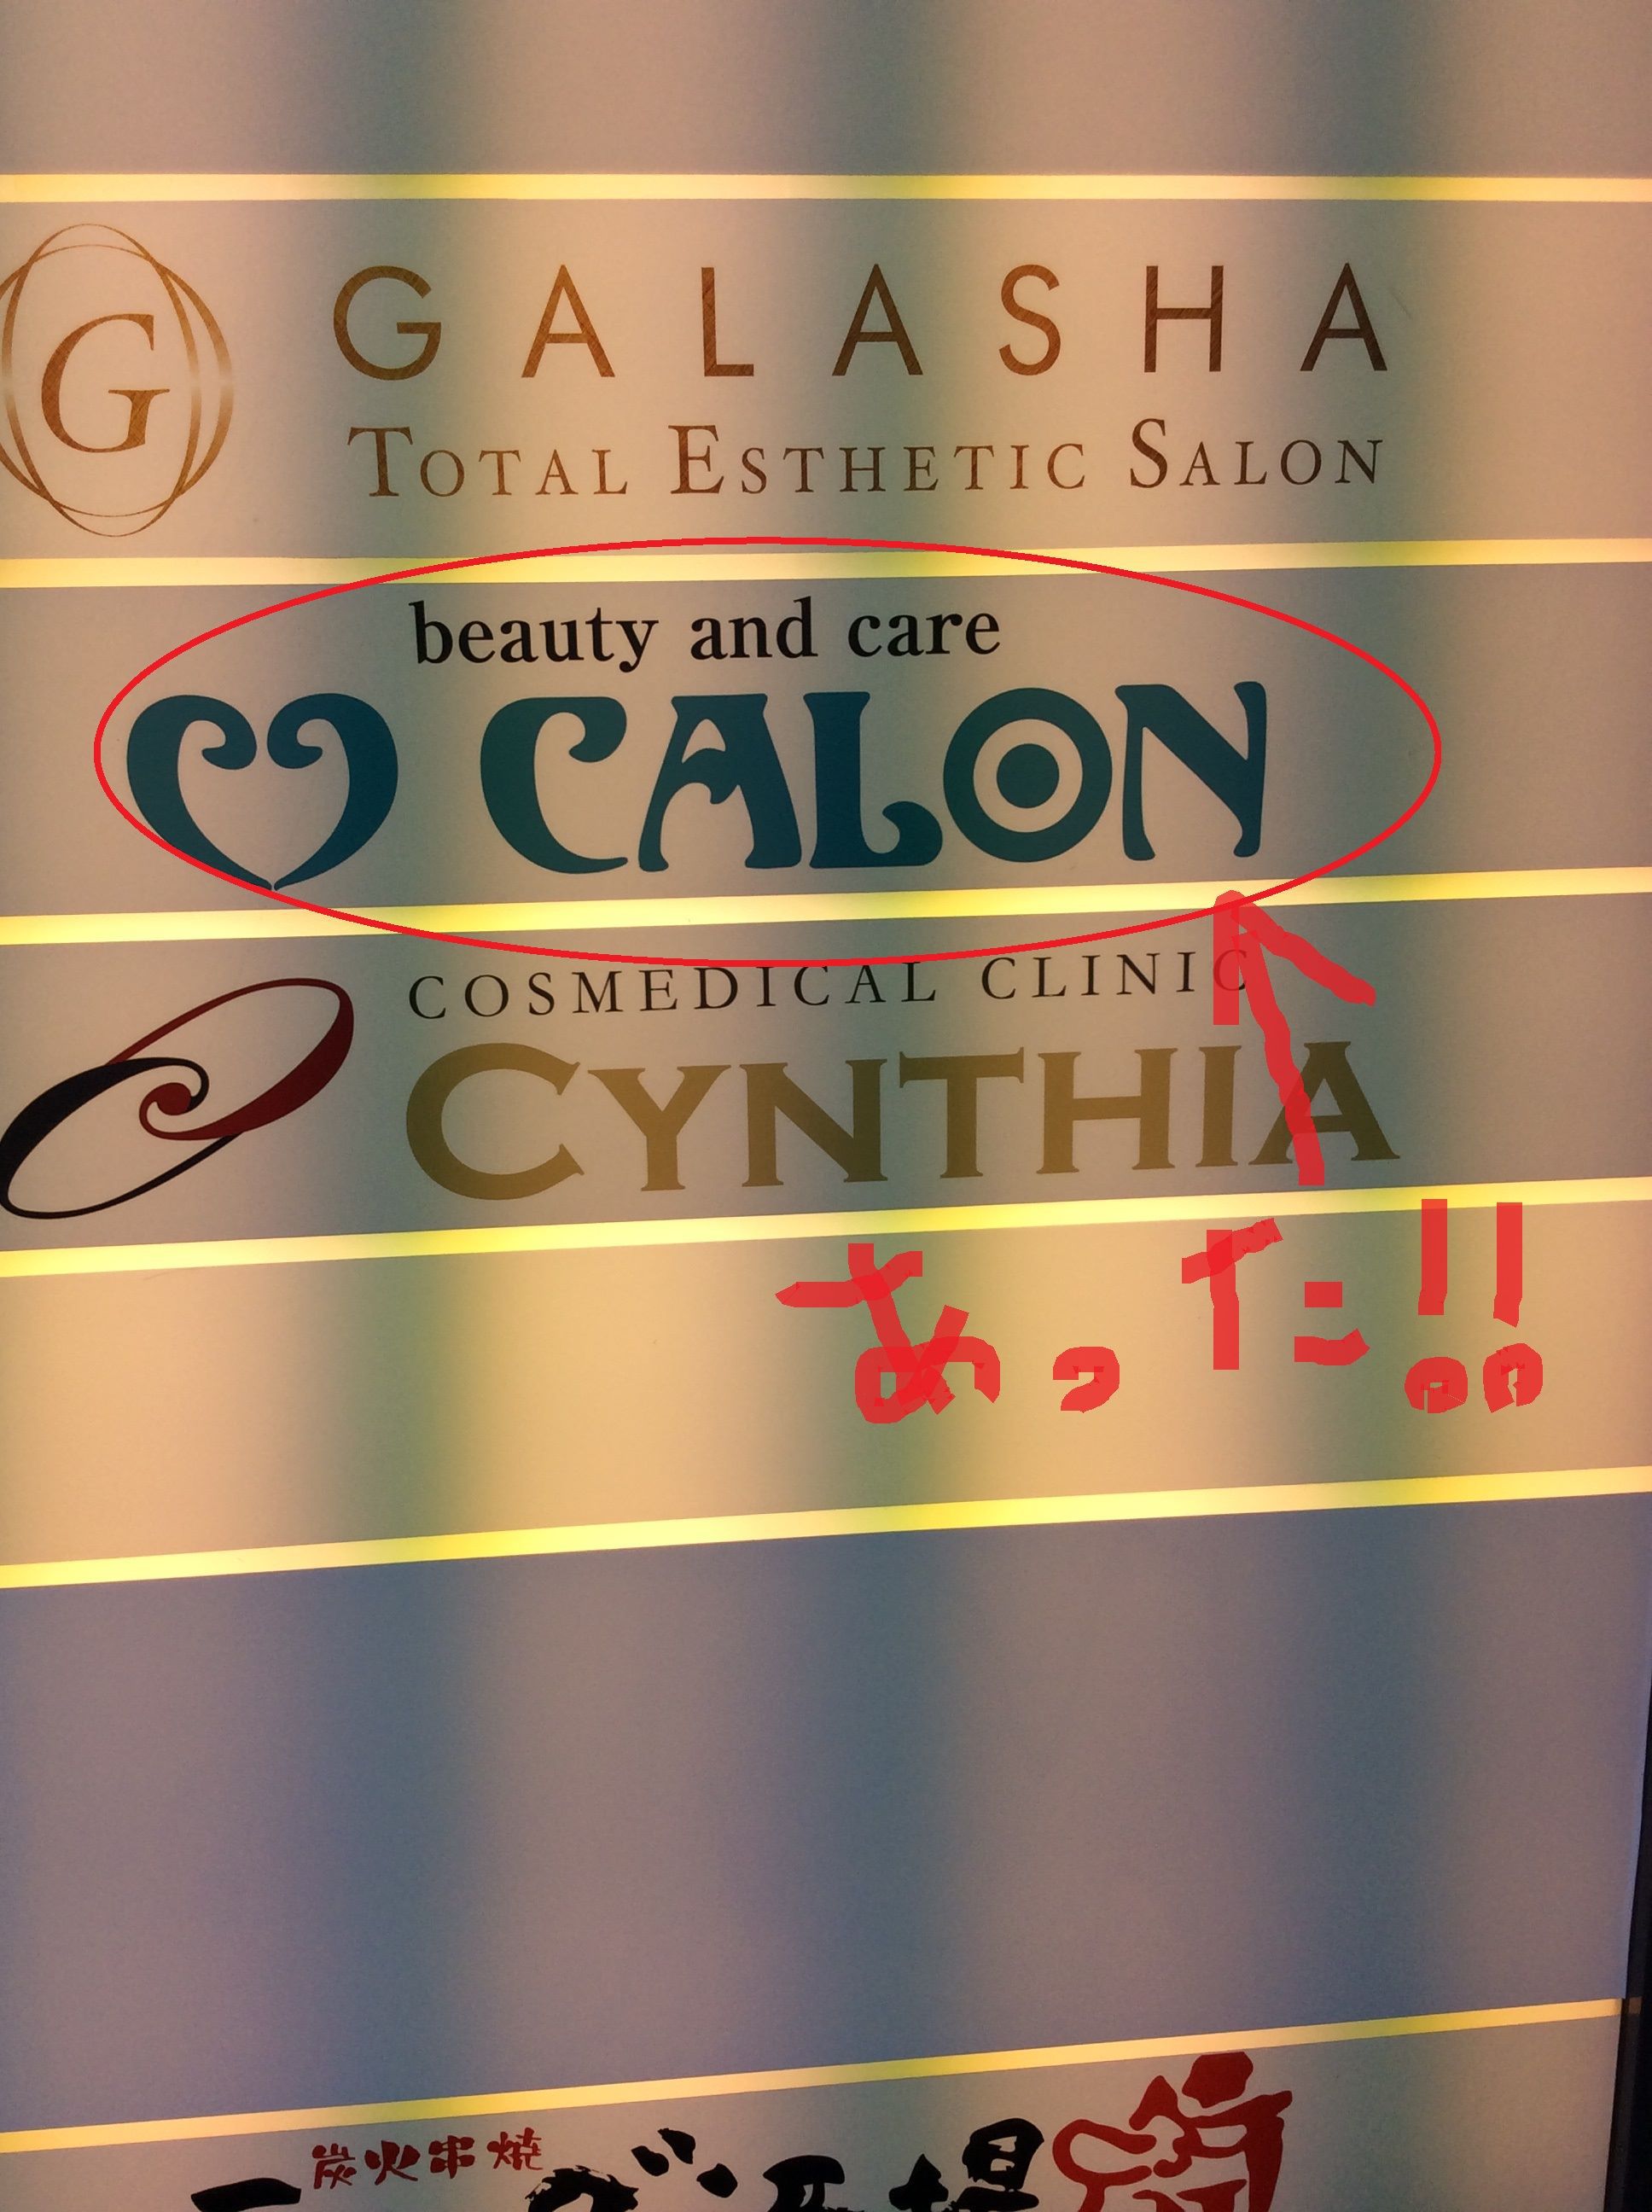 G
GALASHA
TOTAL ESTHETIC SALON
beauty and care
CALON
COSMEDICAL CLINIC
CYNTHIA
あった!!
炭火串焼